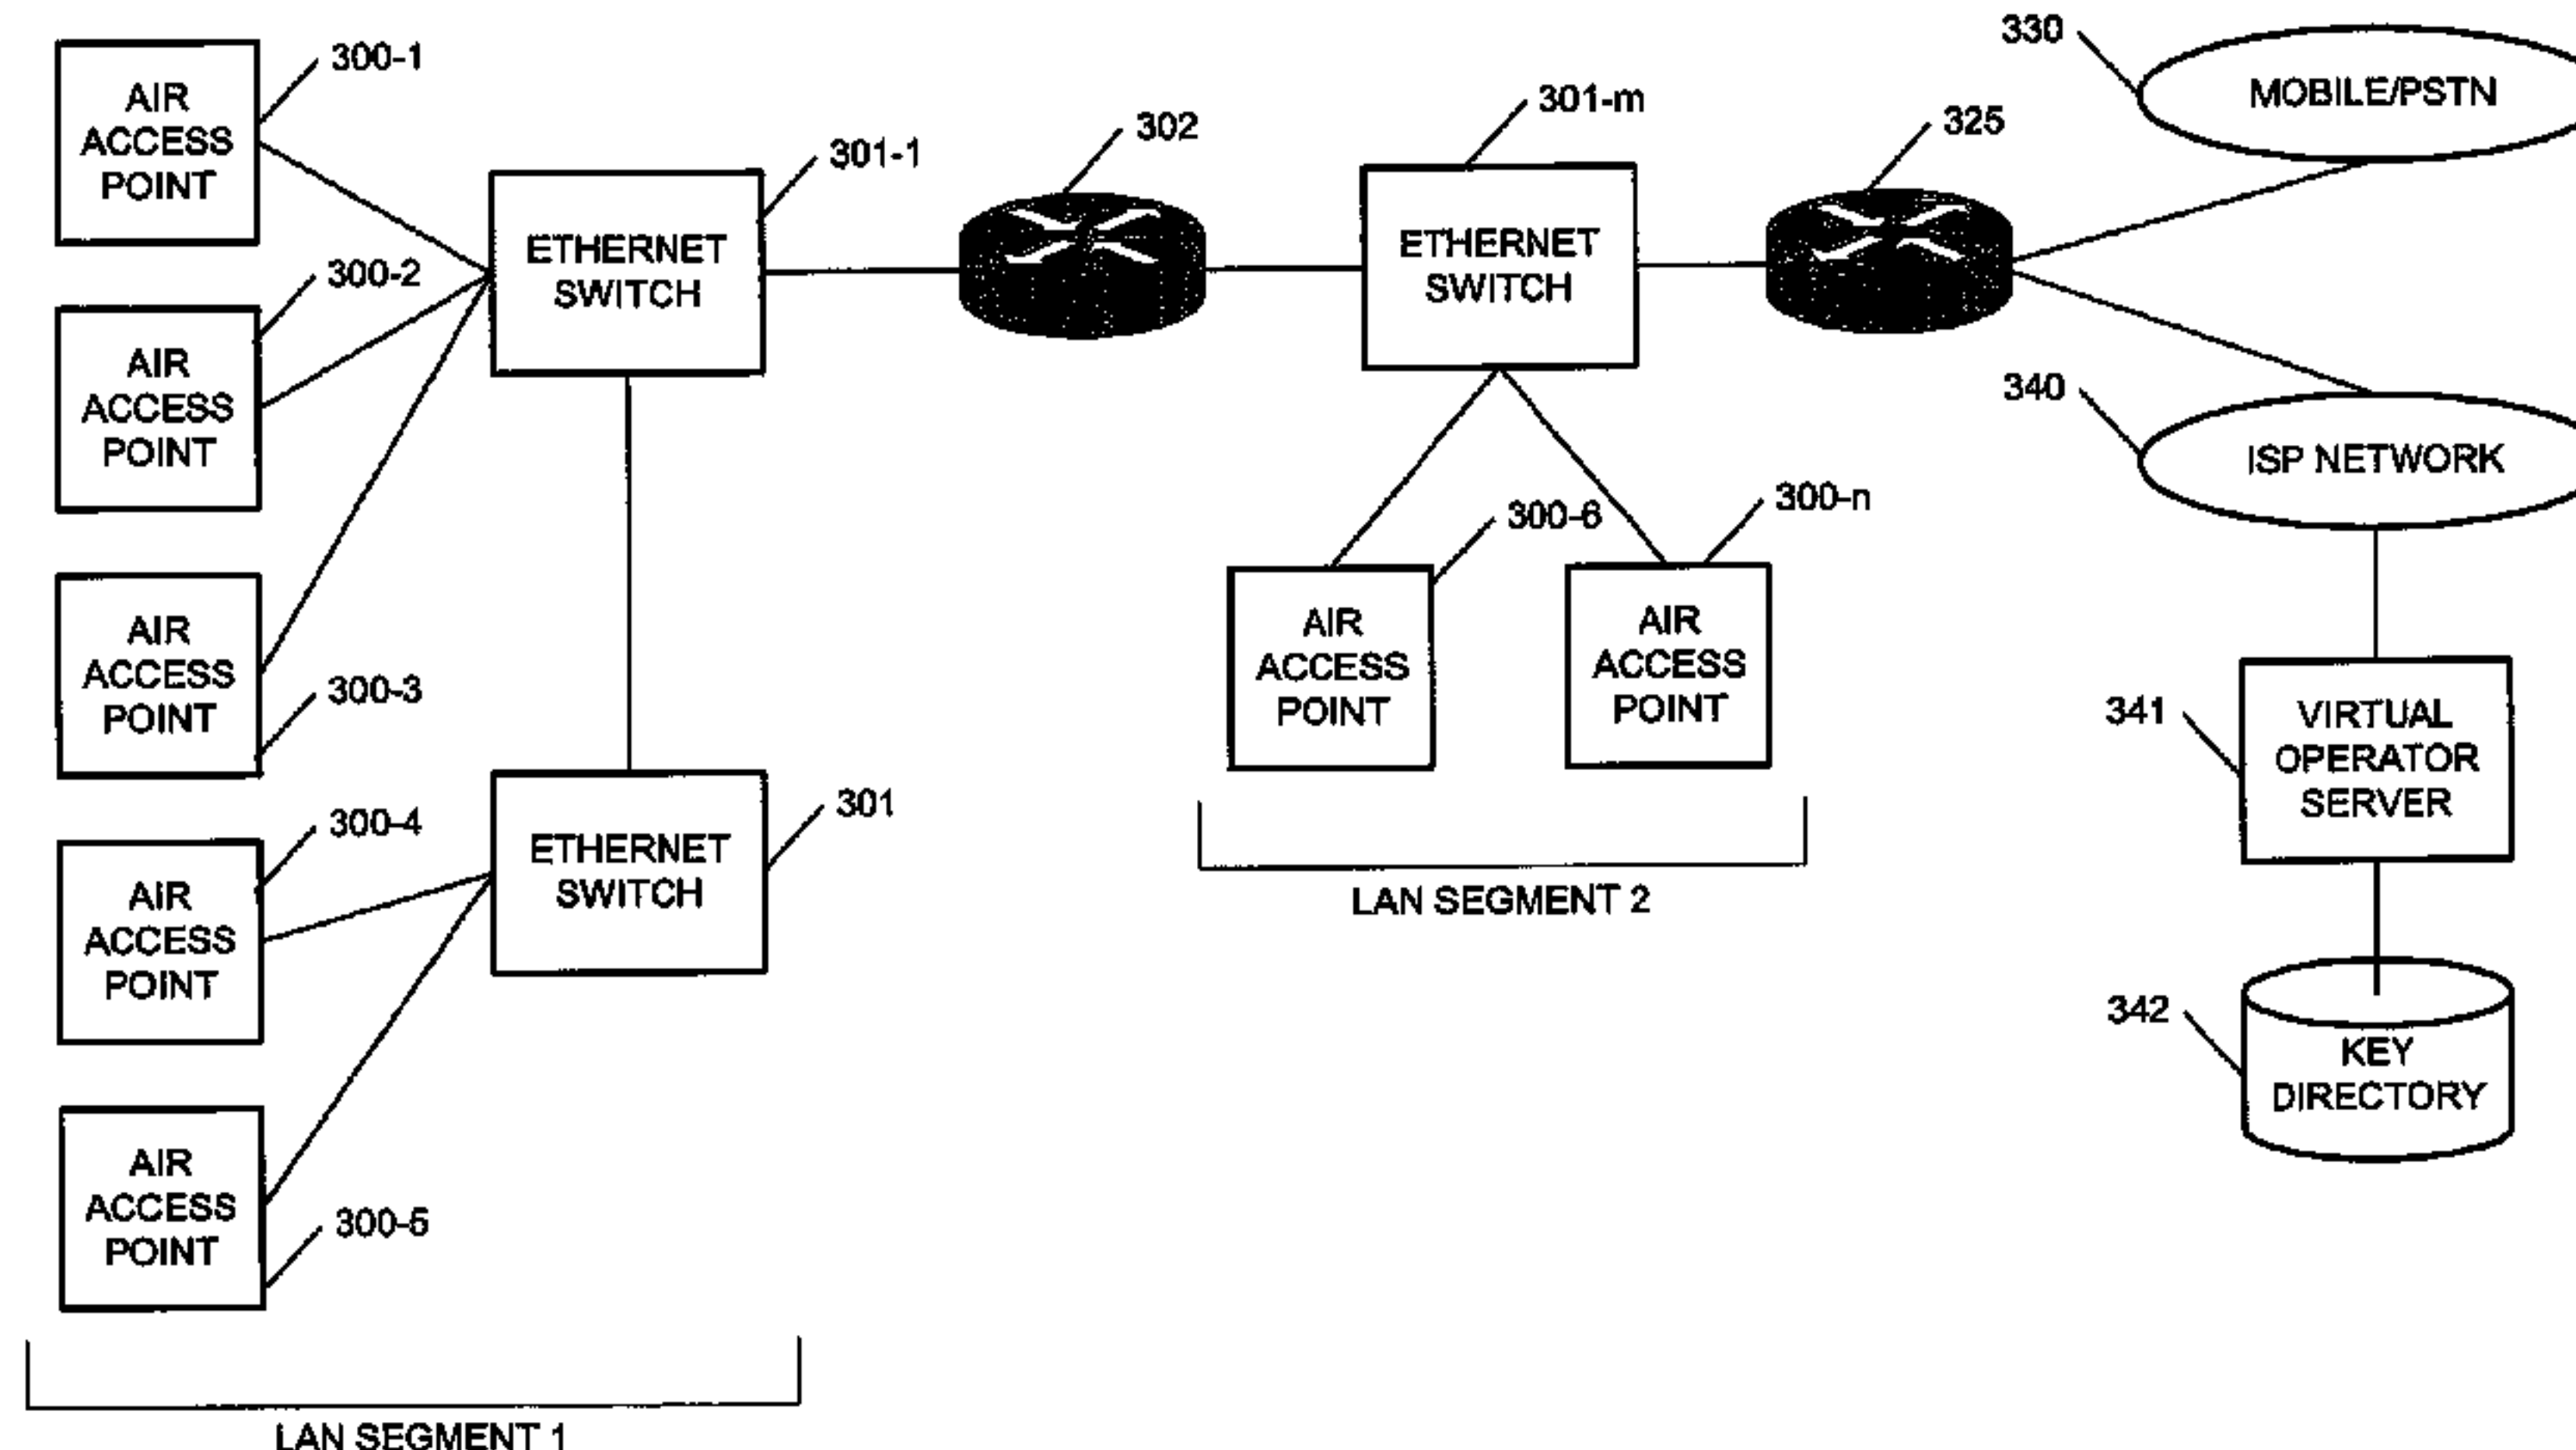 300-1
AIR
ACCESS
POINT
300-2
AIR
ACCESS
POINT
AIR
ACCESS
POINT
300-3
300-4
AIR
ACCESS
POINT
AIR
ACCESS
POINT
300-5
LAN SEGMENT 1
301-1
ETHERNET
SWITCH
301
ETHERNET
SWITCH
302
301-m
ETHERNET
SWITCH
300-6
AIR
ACCESS
POINT
300-n
AIR
ACCESS
POINT
LAN SEGMENT 2
325
330
MOBILE/PSTN
340
ISP NETWORK
341
VIRTUAL
OPERATOR
SERVER
342
KEY
DIRECTORY